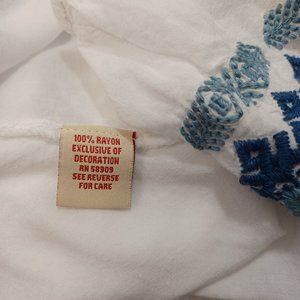 100% RAYON
EXCLUSIVE OF
DECORATION
RN 58909
SEE REVERSE
FOR CARE